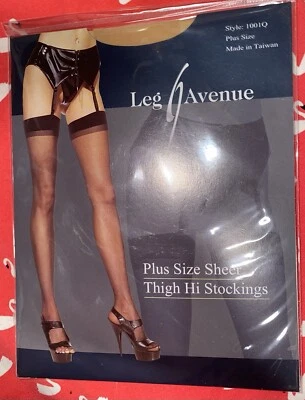 Style: 1001Q
Plus Size
Made in Taiwan
Leg Avenue
Plus Size Sheer
Thigh Hi Stockings